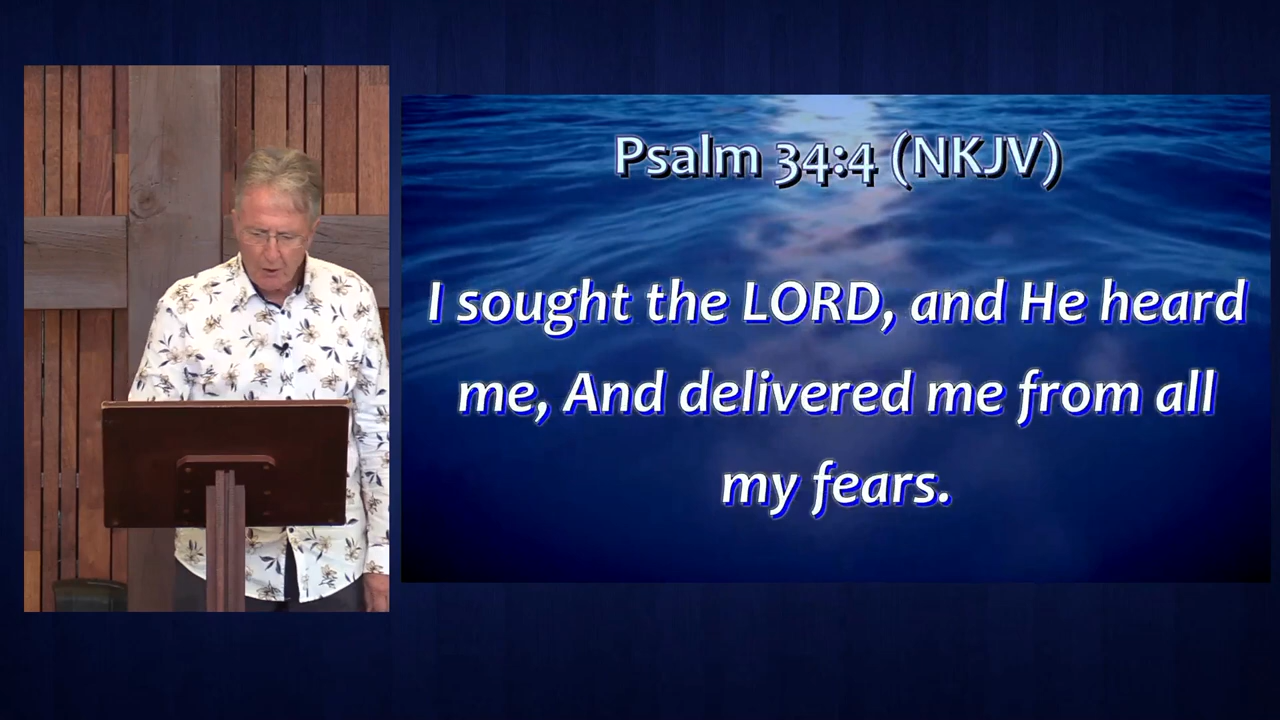 Psalm 34:4 (NKJV)
I sought the LORD, and He heard
me, And delivered me from all
my fears.